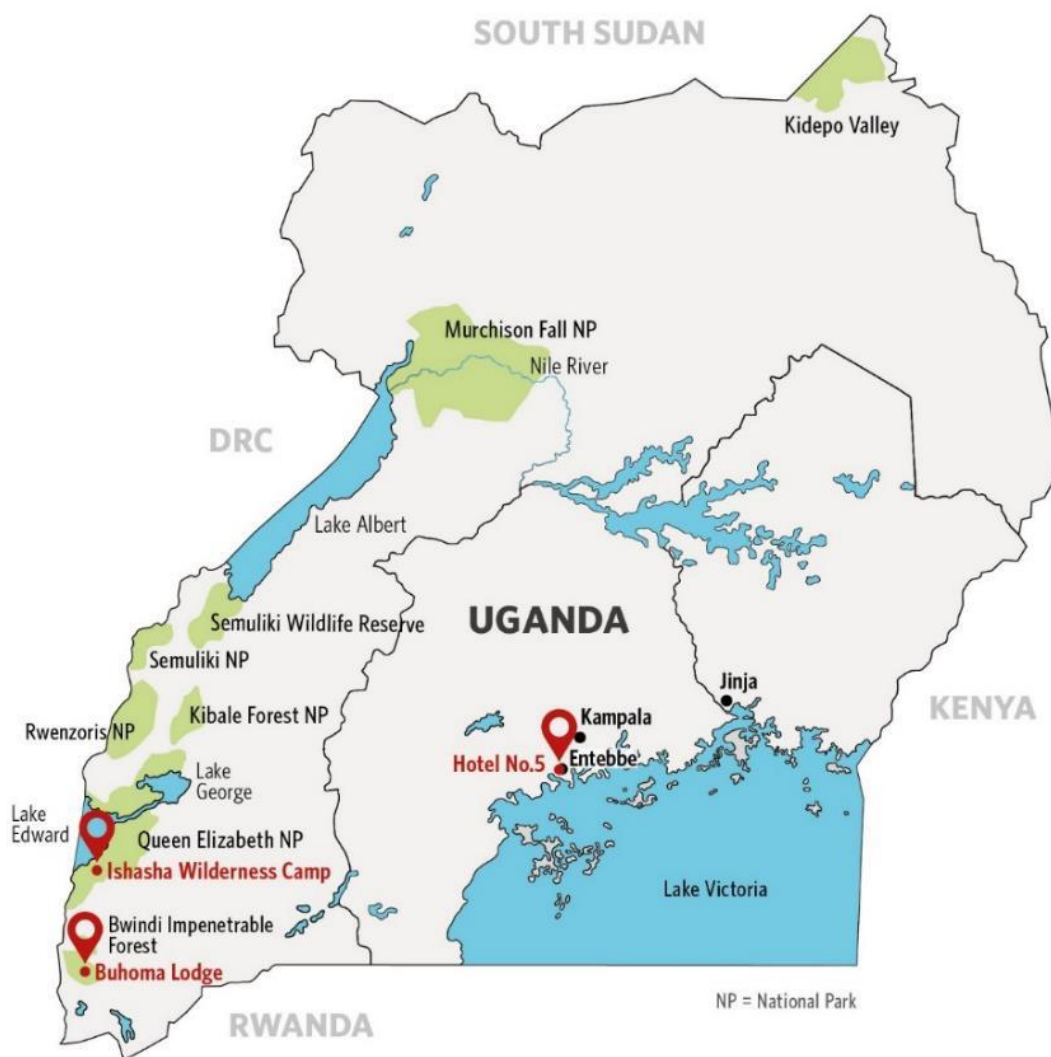 SOUTH SUDAN
Kidepo Valley
Murchison Fall NP
Nile River
DRC
Lake Albert
Semuliki Wildlife Reserve
UGANDA
Semuliki NP
Jinja
Kibale Forest NP
KENYA
Rwenzoris NP
Kampala
Hotel No.5
Entebbe
Lake
George
Lake
Edward
Queen Elizabeth NP
Ishasha Wilderness Camp
Lake Victoria
Bwindi Impenetrable
Forest
Buhoma Lodge
NP = National Park
RWANDA